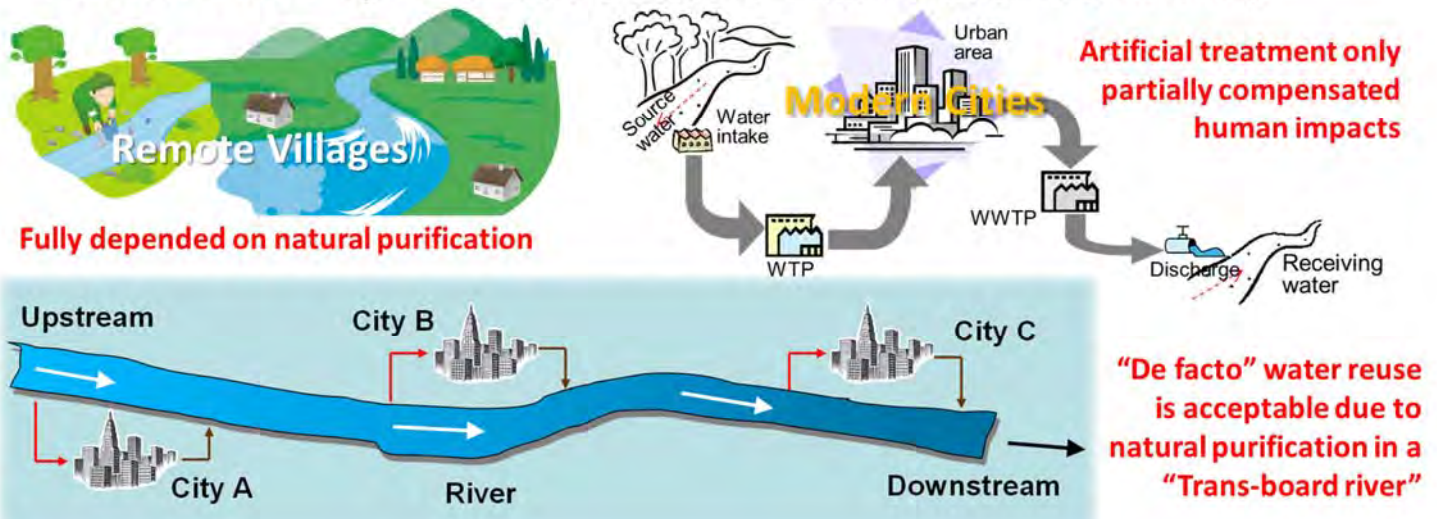 Remote Villages
Fully depended on natural purification
Source
water
Water
intake
Urban
area
Modern Cities
WTP
WWTP
Discharge
Receiving
water
Artificial treatment only
partially compensated
human impacts
Upstream
City A
City B
River
City C
Downstream
“De facto” water reuse
is acceptable due to
natural purification in a
“Trans-board river”